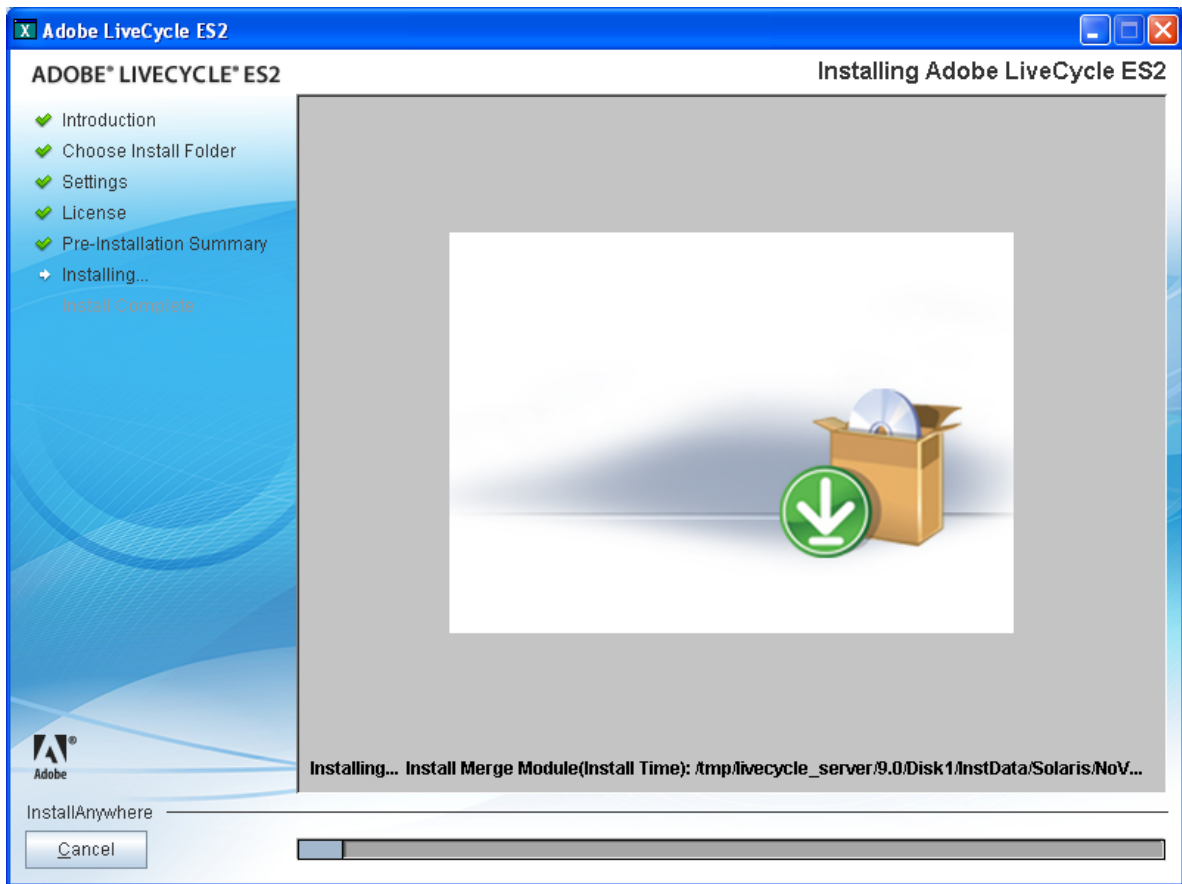 Adobe LiveCycle ES2
ADOBE® LIVECYCLE® ES2
Installing Adobe LiveCycle ES2
Introduction
Choose Install Folder
Settings
License
Pre-Installation Summary
Installing...
Install Complete
Adobe
Installing... Install Merge Module(Install Time): /tmp/livecycle_server/9.0/Disk1/InstData/Solaris/NoV...
InstallAnywhere
Cancel